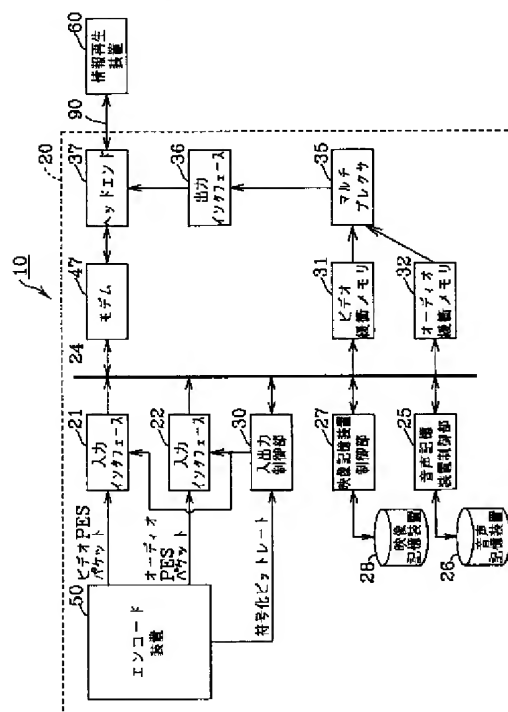 10
20
50
エンコード
装置
ビデオPES
パケット
オーディオ
PES
パケット
符号化ビットレート
21
入力
インタフェース
22
入力
インタフェース
30
入出力
制御部
24
47
モデム
37
ヘッドエンド
90
60
情報再生
装置
36
出力
インタフェース
35
マルチ
プレクサ
31
ビデオ
緩衝メモリ
32
オーディオ
緩衝メモリ
27
映像記憶装置
制御部
25
音声記憶
装置制御部
28
映像
記憶装置
26
音声
記憶装置